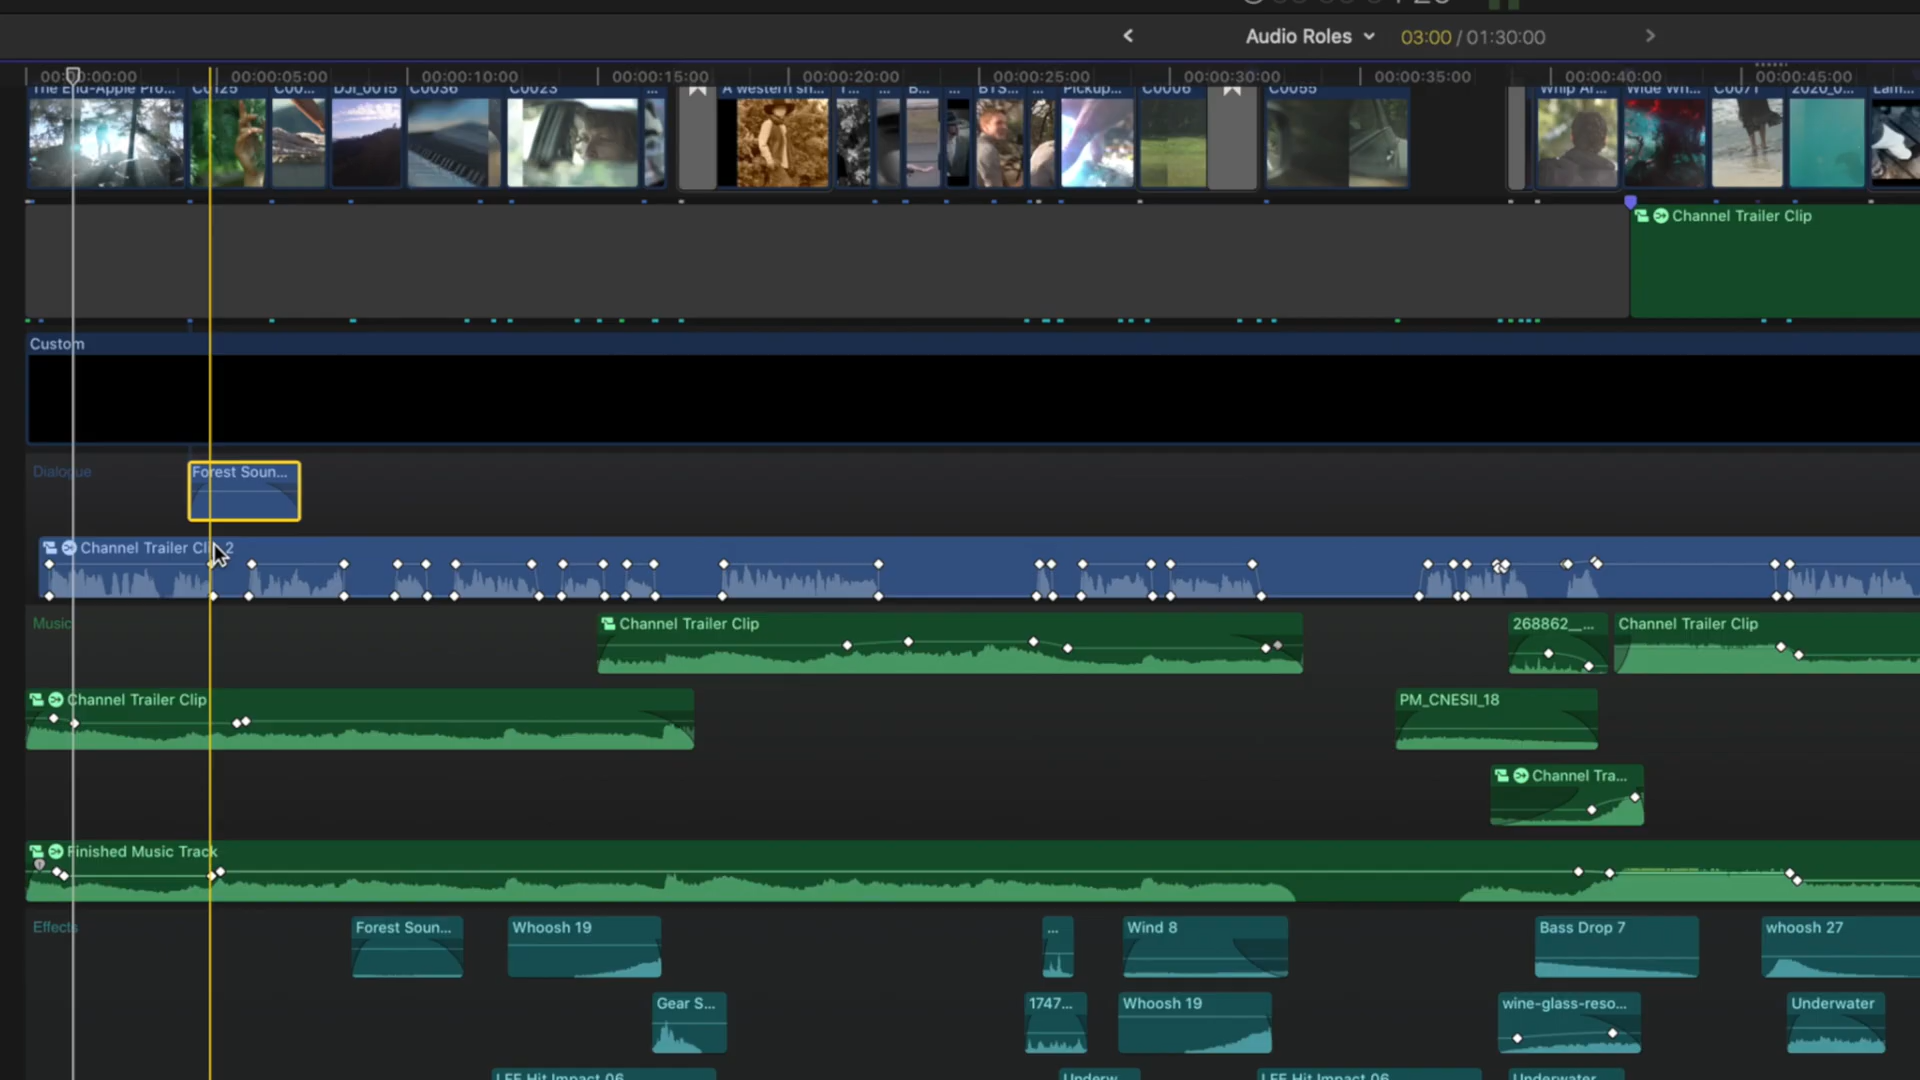 Audio Roles 03:00 / 01:30:00
00:00:00:00 00:00:05:00 00:00:10:00 00:00:15:00 00:00:20:00 00:00:25:00 00:00:30:00 00:00:35:00 00:00:40:00 00:00:45:00
The End-Apple Pro... C0125 C00... DJI_0015 C0036 C0023 ... A western sh... T... ... B... ... BTS... ... Pickup... C0006 C0055 Whip Ar... Wide Wh... C0071 2020_0... Lam...
Channel Trailer Clip
Custom
Dialogue Forest Soun...
Channel Trailer Cl 2
Music Channel Trailer Clip 268862__... Channel Trailer Clip
Channel Trailer Clip PM_CNESII_18
Channel Tra...
Finished Music Track
Effects Forest Soun... Whoosh 19 ... Wind 8 Bass Drop 7 whoosh 27
Gear S... 1747... Whoosh 19 wine-glass-reso... Underwater
LFE Hit Impact 06 Underw... LFE Hit Impact 06 Underwater